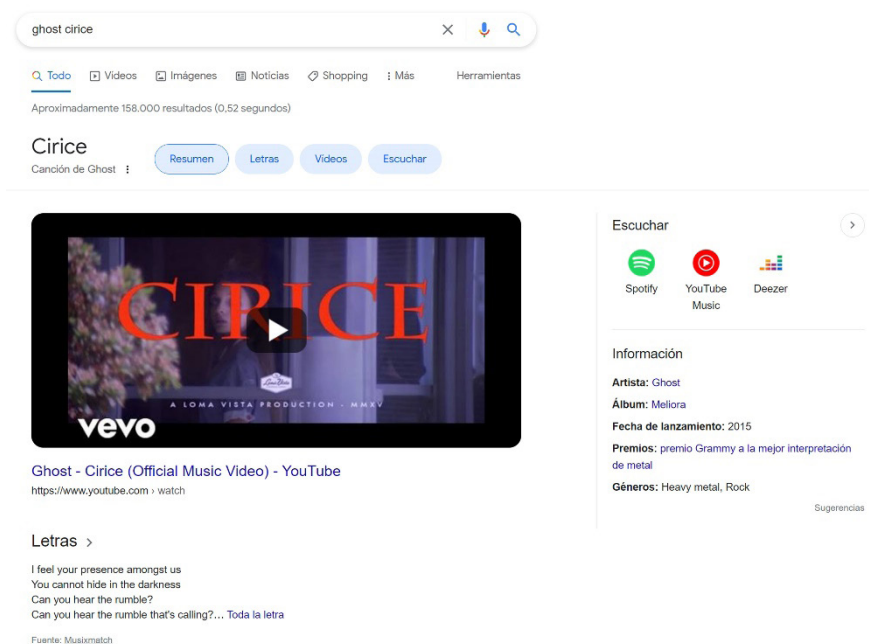 ghost cirice
Todo Videos Imágenes Noticias Shopping Más Herramientas
Aproximadamente 158.000 resultados (0,52 segundos)
Cirice
Canción de Ghost
Resumen Letras Videos Escuchar
CIRICE
Loma Vista
A LOMA VISTA PRODUCTION - MMXV
vevo
Ghost - Cirice (Official Music Video) - YouTube
https://www.youtube.com › watch
Letras
I feel your presence amongst us
You cannot hide in the darkness
Can you hear the rumble?
Can you hear the rumble that's calling?... Toda la letra
Fuente: Musixmatch
Escuchar
Spotify
YouTube
Music
Deezer
Información
Artista: Ghost
Álbum: Meliora
Fecha de lanzamiento: 2015
Premios: premio Grammy a la mejor interpretación
de metal
Géneros: Heavy metal, Rock
Sugerencias